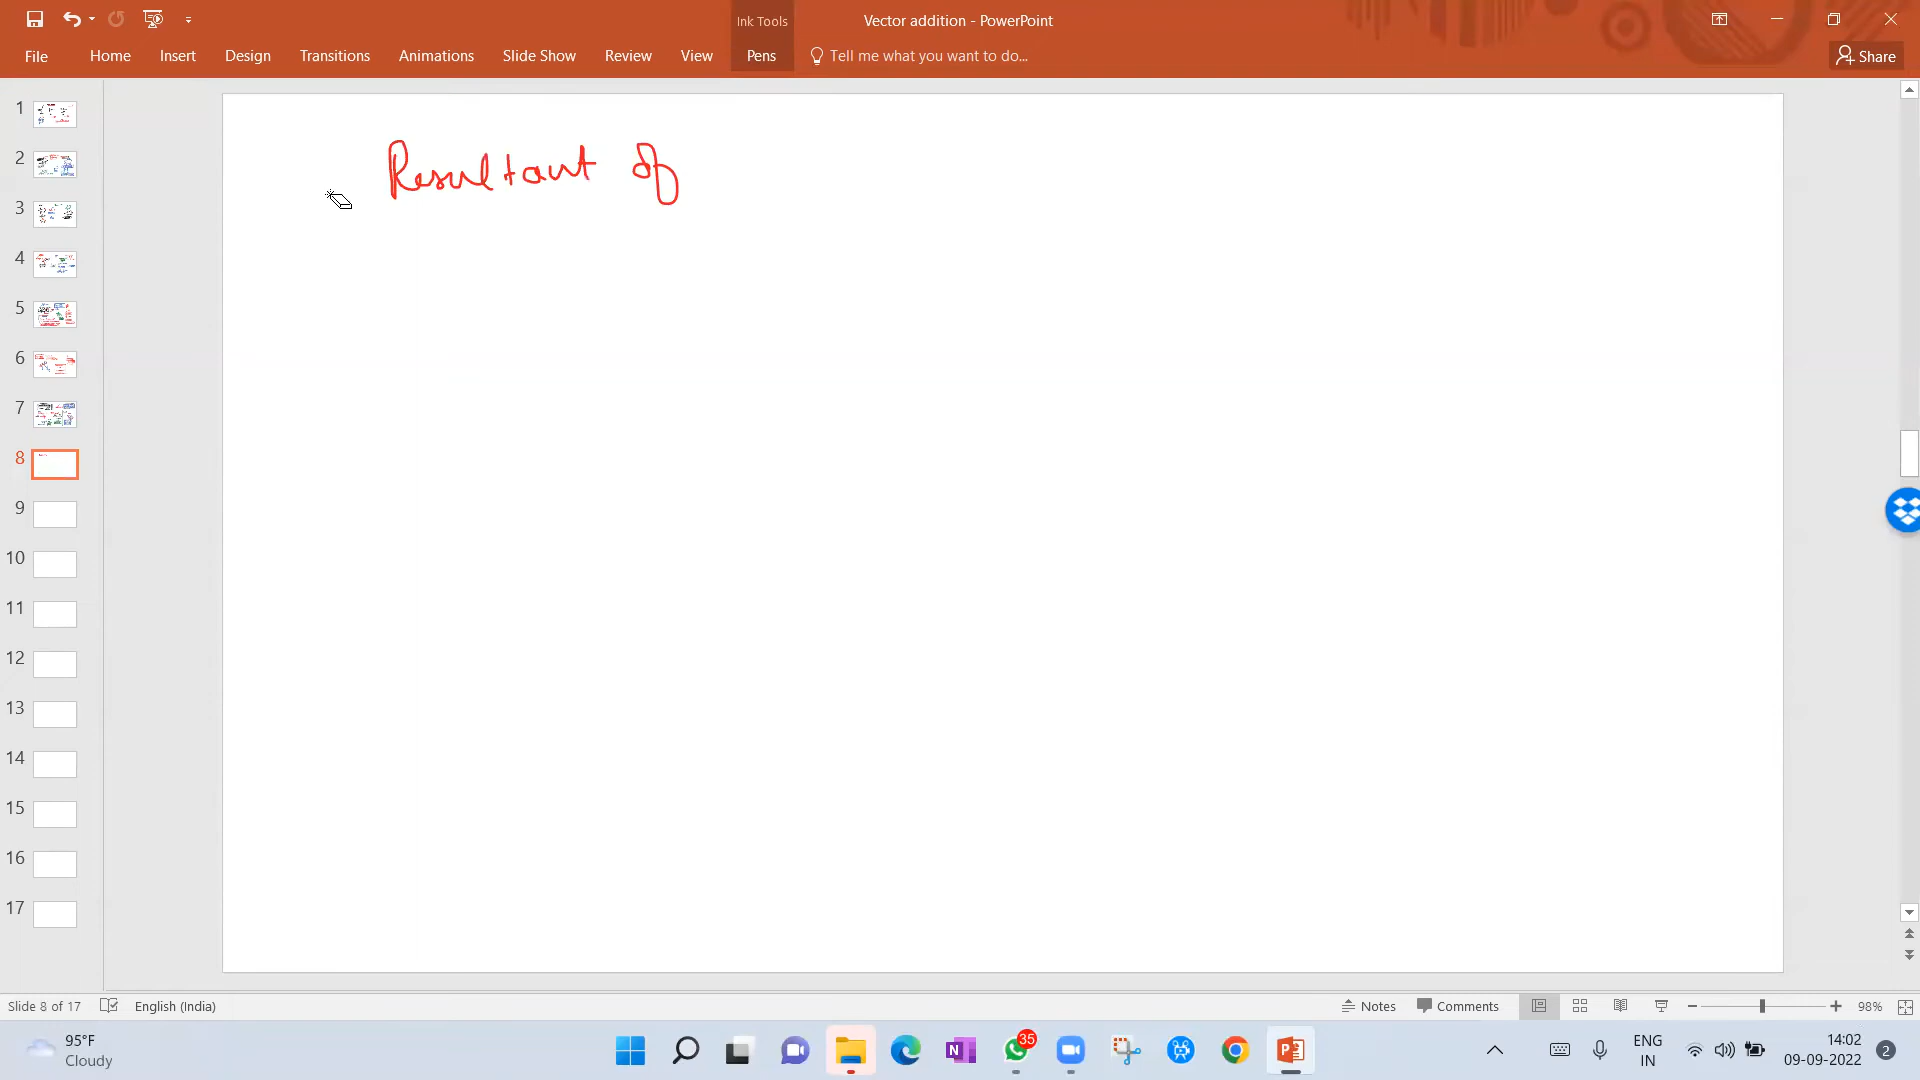 Ink Tools
Vector addition - PowerPoint
File
Home
Insert
Design
Transitions
Animations
Slide Show
Review
View
Pens
Tell me what you want to do...
Share
1
2
3
4
5
6
7
8
9
10
11
12
13
14
15
16
17
Resultant of
Slide 8 of 17
English (India)
Notes
Comments
98%
95°F
Cloudy
35
ENG
IN
14:02
09-09-2022
2